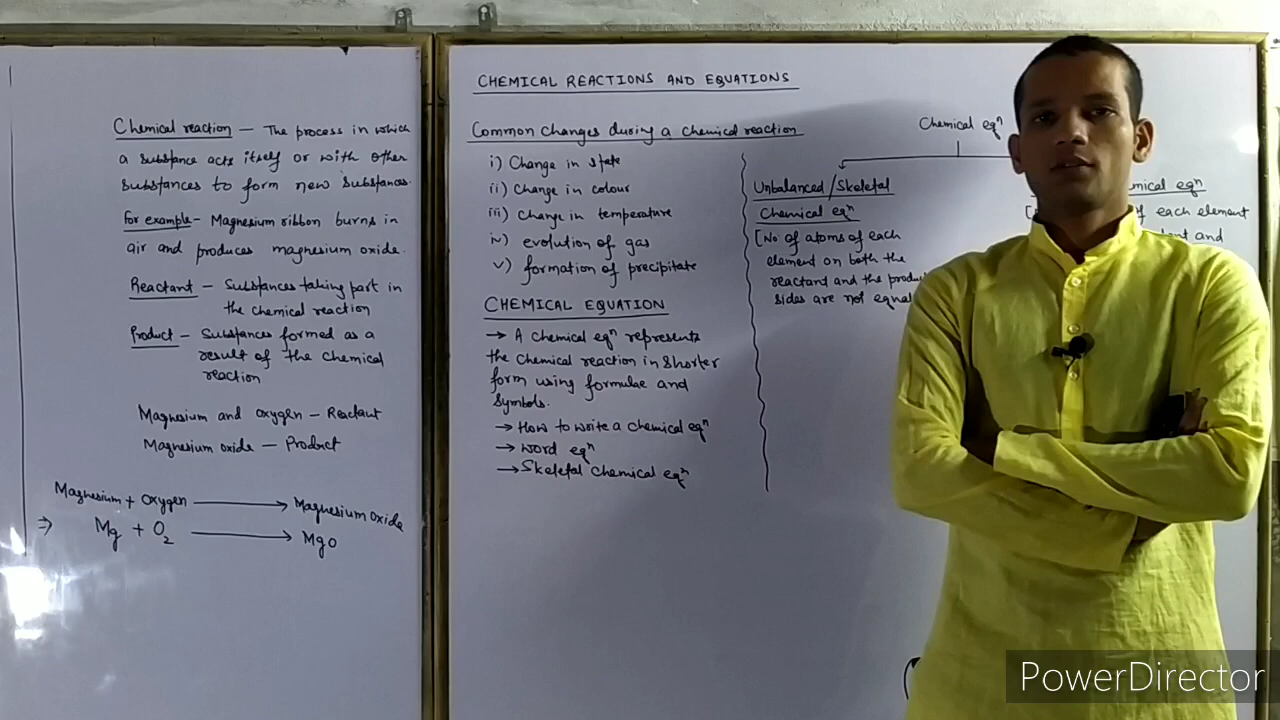 Chemical reaction – The process in which
a substance acts itself or with other
substances to form new substances.
For example – Magnesium ribbon burns in
air and produces magnesium oxide.
Reactant – Substances taking part in
the chemical reaction
Product – Substances formed as a
result of the chemical
reaction
Magnesium and oxygen – Reactant
Magnesium oxide – Product
Magnesium + Oxygen ⟶ Magnesium oxide
⇒ Mg + O₂ ⟶ MgO
CHEMICAL REACTIONS AND EQUATIONS
Common changes during a chemical reaction
i) Change in state
ii) Change in colour
iii) Change in temperature
iv) evolution of gas
v) formation of precipitate
CHEMICAL EQUATION
→ A chemical eqⁿ represents
the chemical reaction in shorter
form using formulae and
symbols.
→ How to write a chemical eqⁿ
→ word eqⁿ
→ Skeletal chemical eqⁿ
Chemical eqⁿ
Unbalanced/Skeletal
Chemical eqⁿ
[No of atoms of each
element on both the
reactant and the
sides are not equal
eqⁿ
of each element
and
PowerDirector